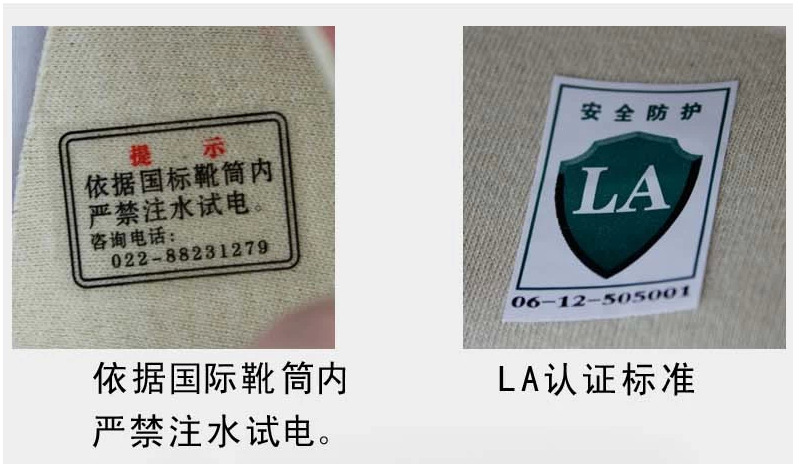 提 示
依据国标靴筒内
严禁注水试电。
咨询电话:
022-88231279
安全防护
LA
06-12-505001
依据国际靴筒内
严禁注水试电。
LA认证标准